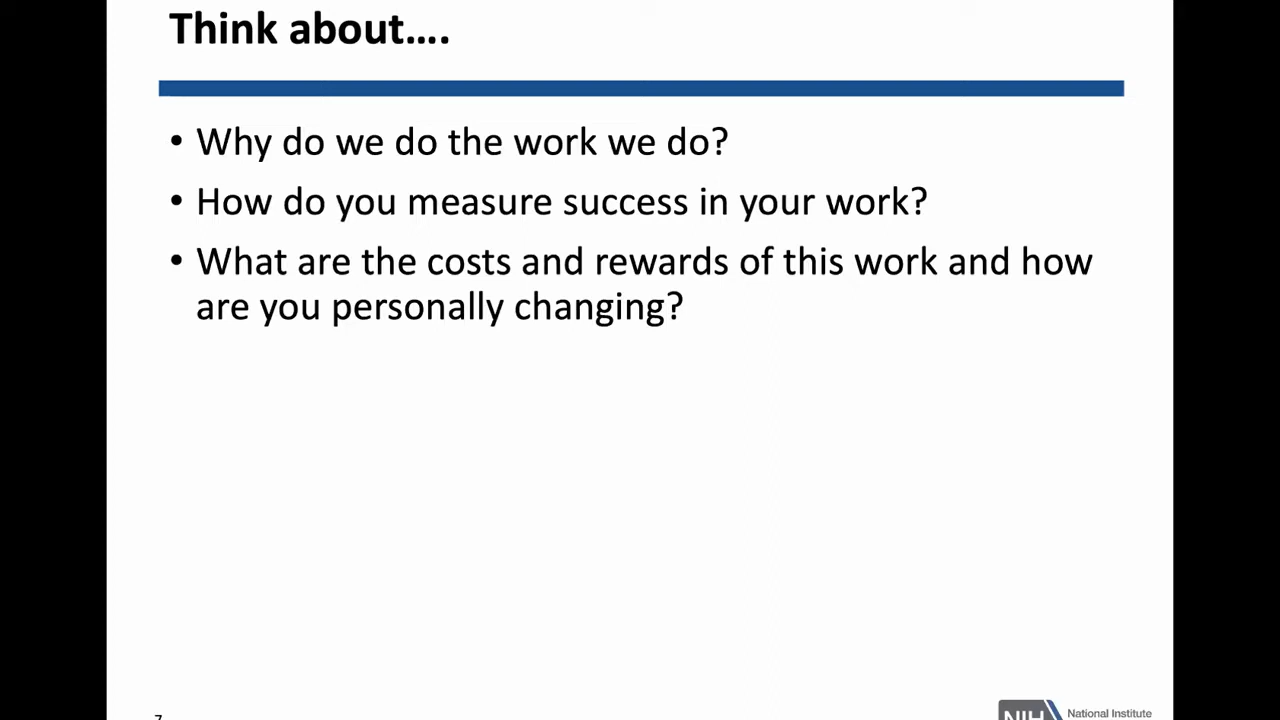 Think about….
• Why do we do the work we do?
• How do you measure success in your work?
• What are the costs and rewards of this work and how
are you personally changing?
7
NIH
National Institute